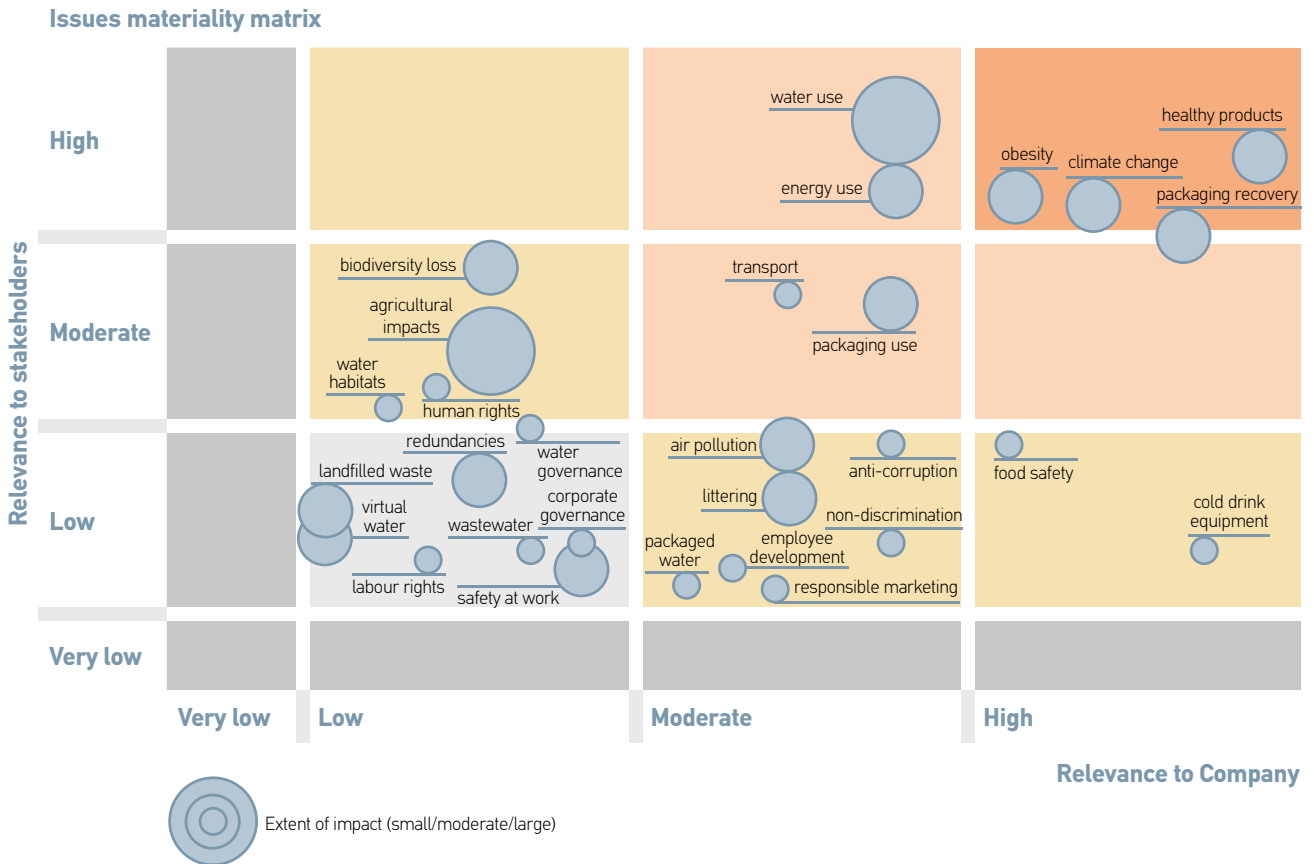 Issues materiality matrix
Relevance to stakeholders
High
water use
energy use
healthy products
obesity
climate change
packaging recovery
Moderate
biodiversity loss
agricultural
impacts
water
habitats
human rights
transport
packaging use
Low
redundancies
water
governance
landfilled waste
virtual
water
wastewater
corporate
governance
labour rights
safety at work
air pollution
anti-corruption
littering
non-discrimination
packaged
water
employee
development
responsible marketing
food safety
cold drink
equipment
Very low
Very low
Low
Moderate
High
Relevance to Company
Extent of impact (small/moderate/large)